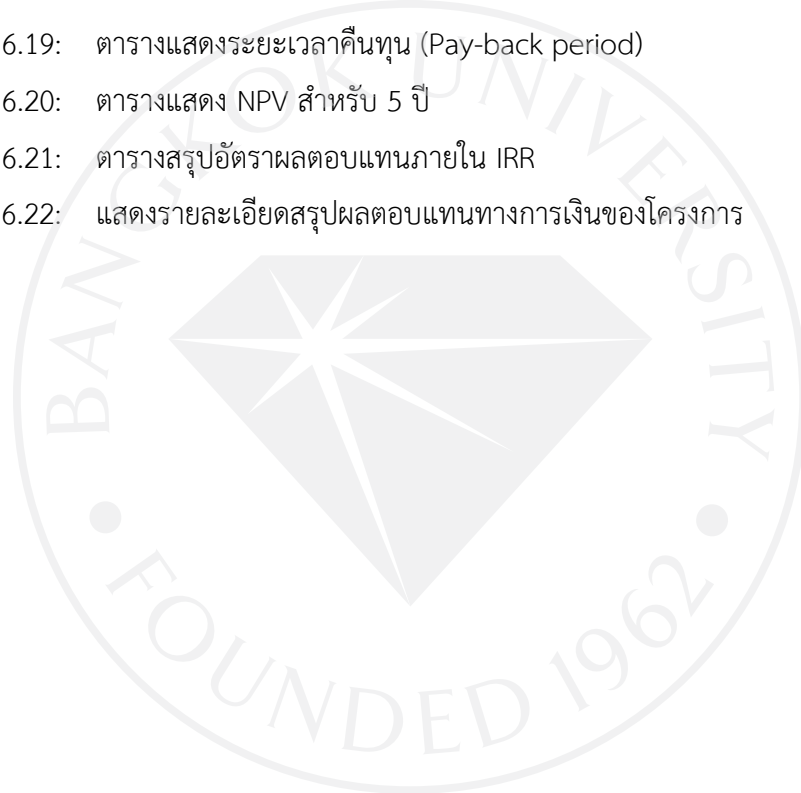 6.19: ตารางแสดงระยะเวลาคืนทุน (Pay-back period)
6.20: ตารางแสดง NPV สำหรับ 5 ปี
6.21: ตารางสรุปอัตราผลตอบแทนภายใน IRR
6.22: แสดงรายละเอียดสรุปผลตอบแทนทางการเงินของโครงการ
BANGKOK UNIVERSITY
FOUNDED 1962